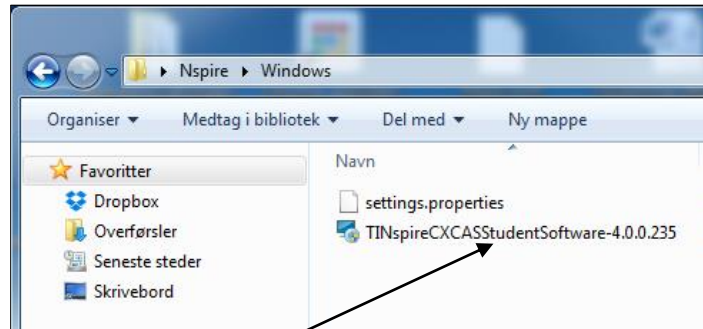 Nspire ▸ Windows
Organiser Medtag i bibliotek Del med Ny mappe
Favoritter
Dropbox
Overførsler
Seneste steder
Skrivebord
Navn
settings.properties
TINspireCXCASStudentSoftware-4.0.0.235